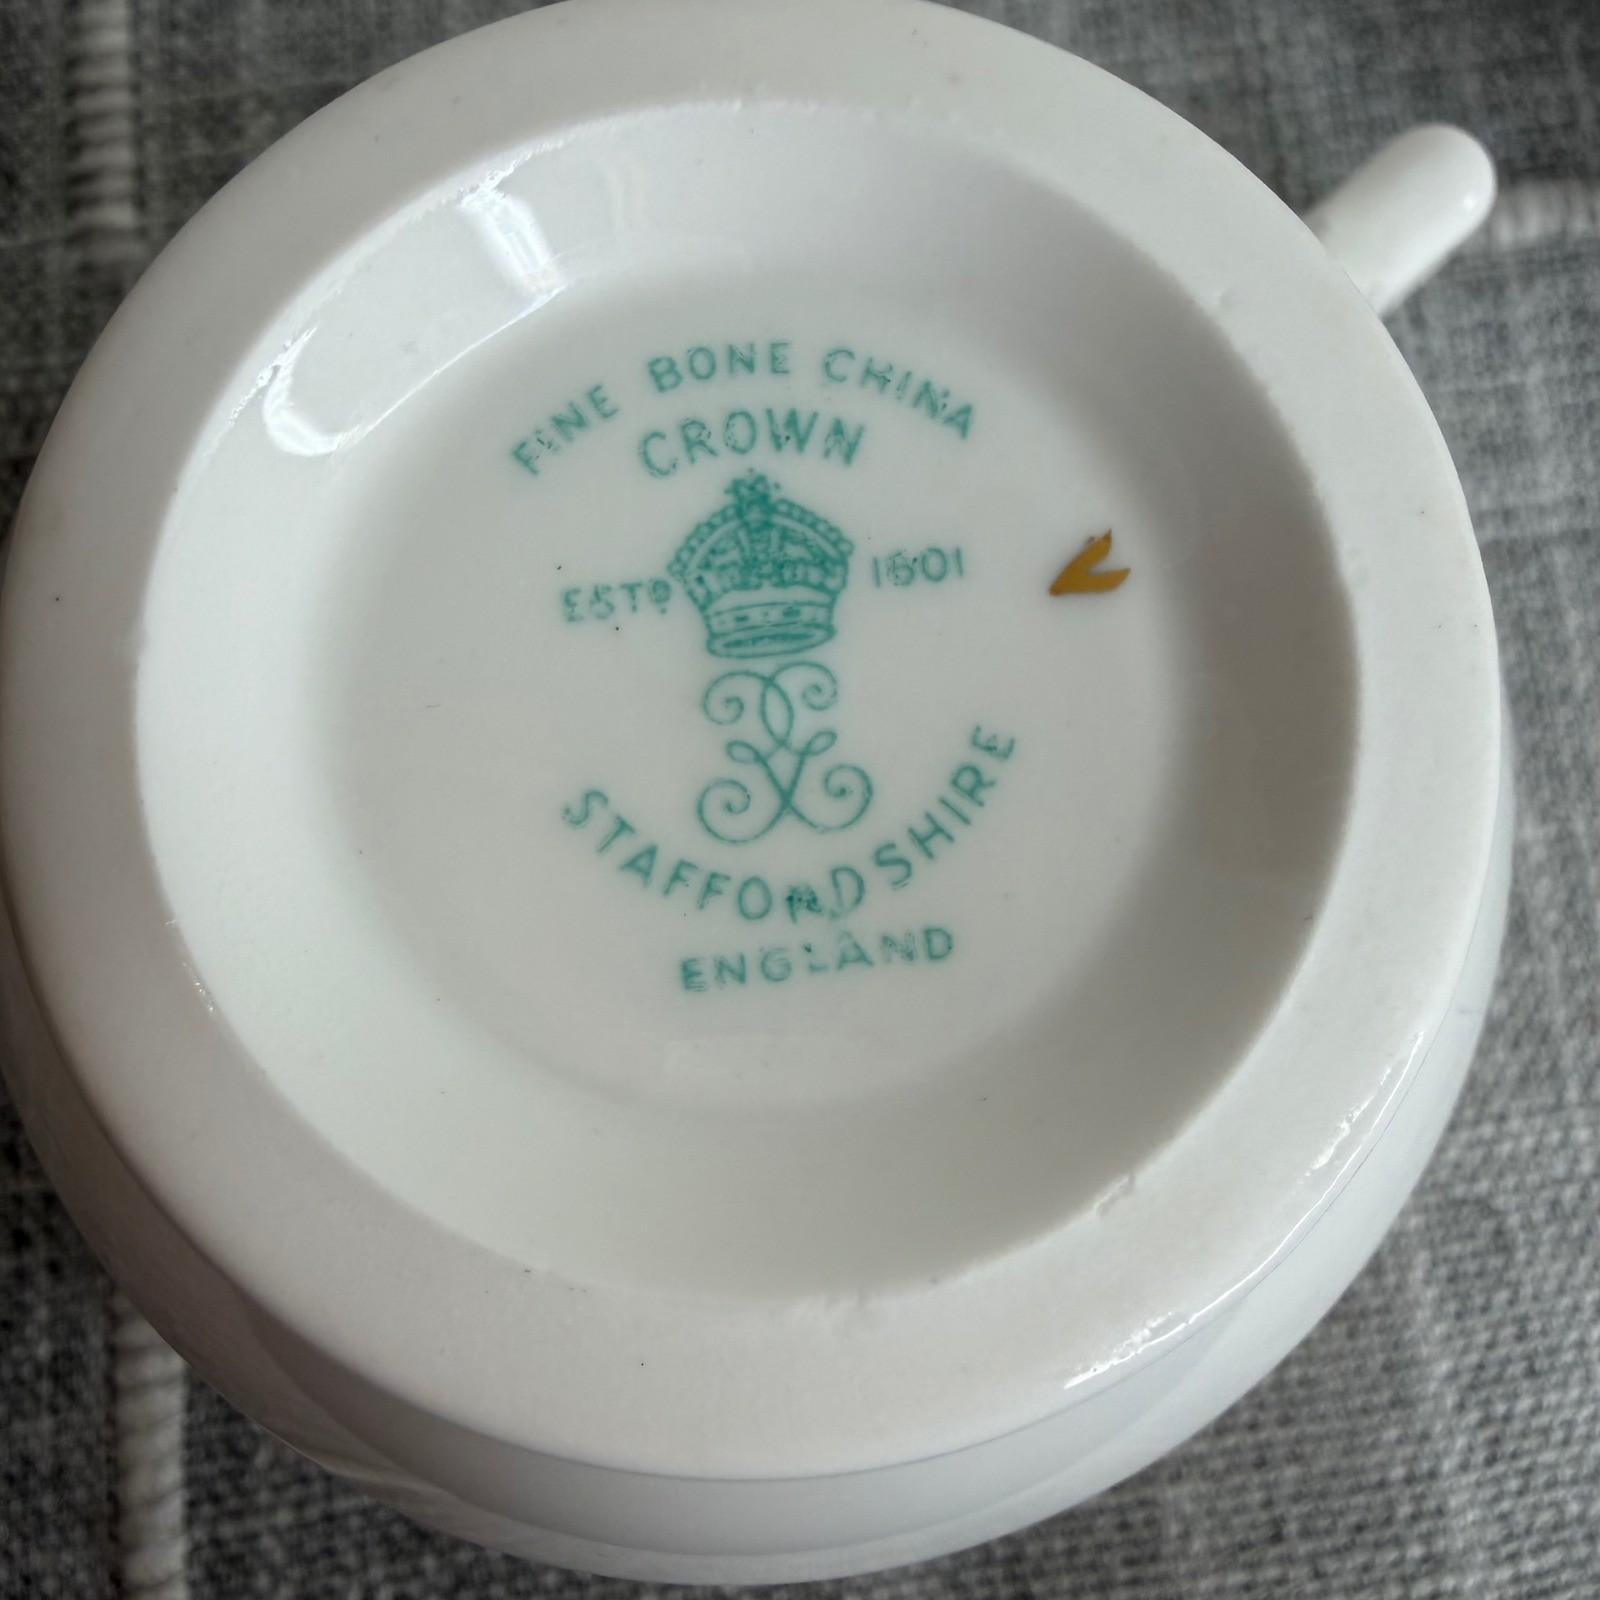 FINE BONE CHINA
CROWN
ESTD 1801
STAFFORDSHIRE
ENGLAND